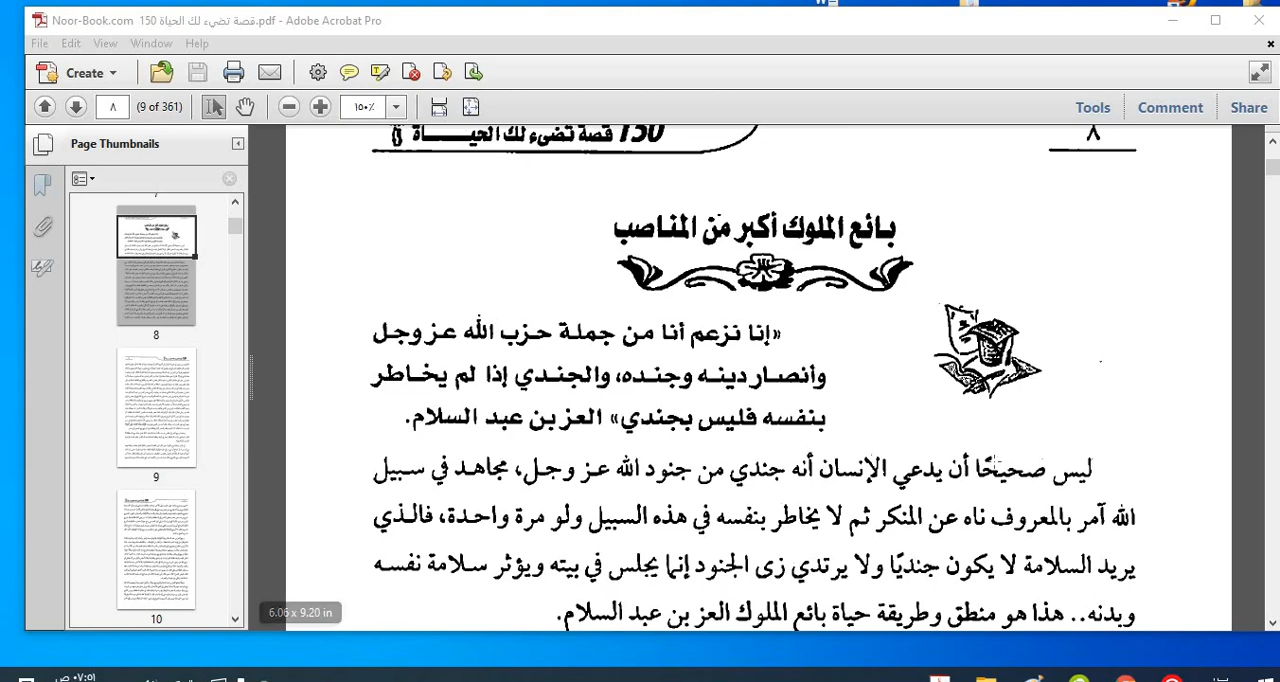 Noor-Book.com 150 قصة تضيء لك الحياة.pdf - Adobe Acrobat Pro
File Edit View Window Help
Create
٨ (9 of 361) ١٥٠٪ Tools Comment Share
Page Thumbnails
7
8
9
10
6.06 x 9.20 in
150 قصة تضيء لك الحيـــــاة
٨
بائع الملوك أكبر من المناصب
«إنا نزعم أنا من جملة حزب الله عز وجل
وأنصار دينه وجنده، والجندي إذا لم يخاطر
بنفسه فليس بجندي» العز بن عبد السلام.
ليس صحيحًا أن يدعي الإنسان أنه جندي من جنود الله عز وجل، مجاهد في سبيل
الله آمر بالمعروف ناه عن المنكر ثم لا يخاطر بنفسه في هذه السبيل ولو مرة واحدة، فالذي
يريد السلامة لا يكون جنديًا ولا يرتدي زى الجنود إنما يجلس في بيته ويؤثر سلامة نفسه
وبدنه.. هذا هو منطق وطريقة حياة بائع الملوك العز بن عبد السلام.
٠٧:٥١ ص